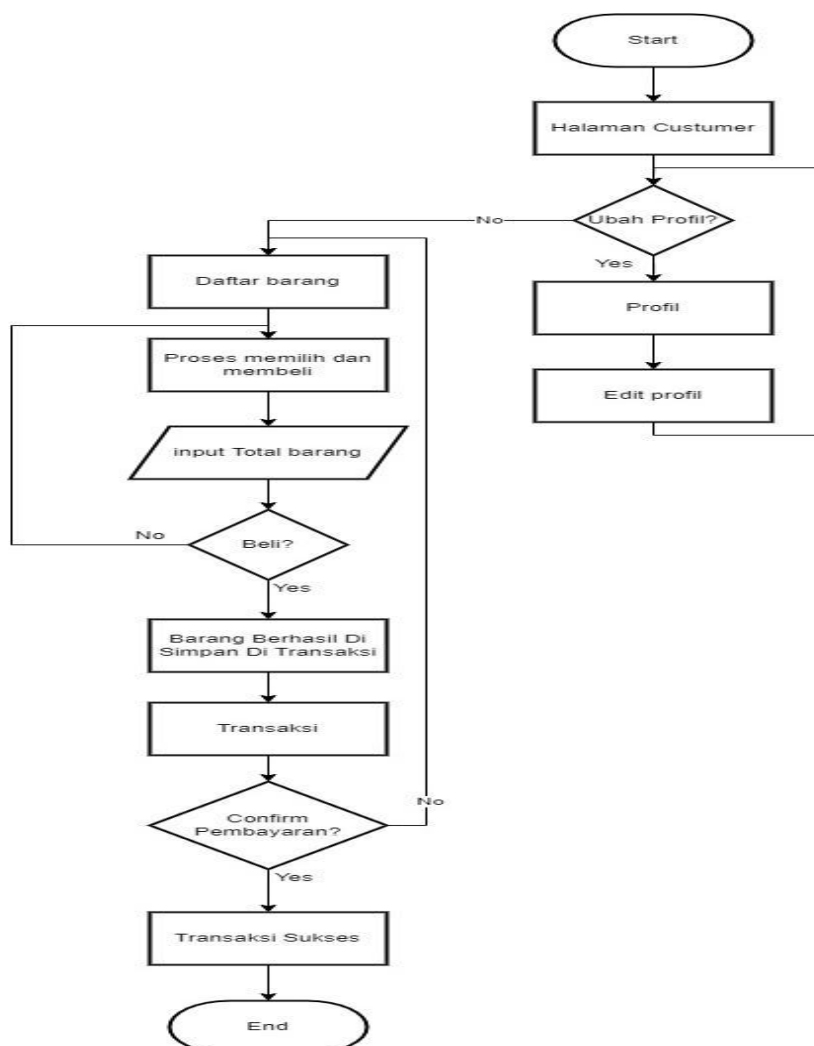 Start
Halaman Custumer
Ubah Profil?
No
Yes
Profil
Edit profil
Daftar barang
Proses memilih dan
membeli
input Total barang
Beli?
No
Yes
Barang Berhasil Di
Simpan Di Transaksi
Transaksi
Confirm
Pembayaran?
No
Yes
Transaksi Sukses
End